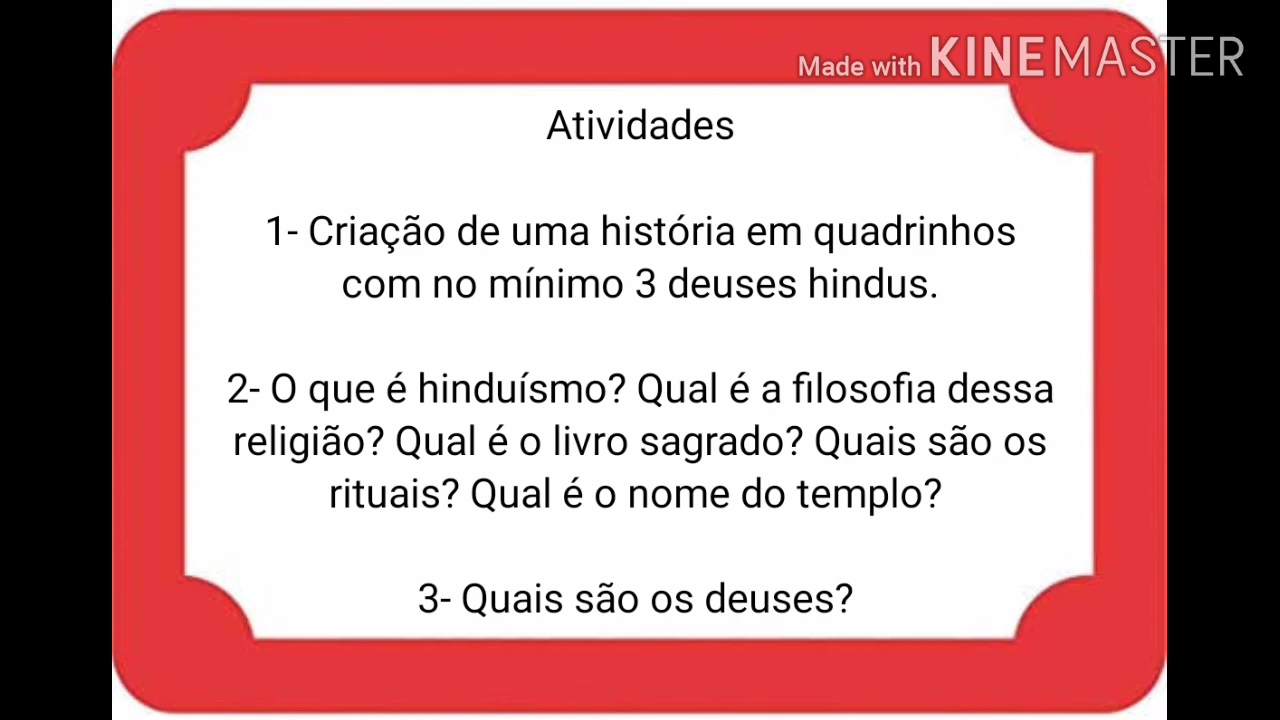 Made with KINEMASTER
Atividades
1- Criação de uma história em quadrinhos
com no mínimo 3 deuses hindus.
2- O que é hinduísmo? Qual é a filosofia dessa
religião? Qual é o livro sagrado? Quais são os
rituais? Qual é o nome do templo?
3- Quais são os deuses?